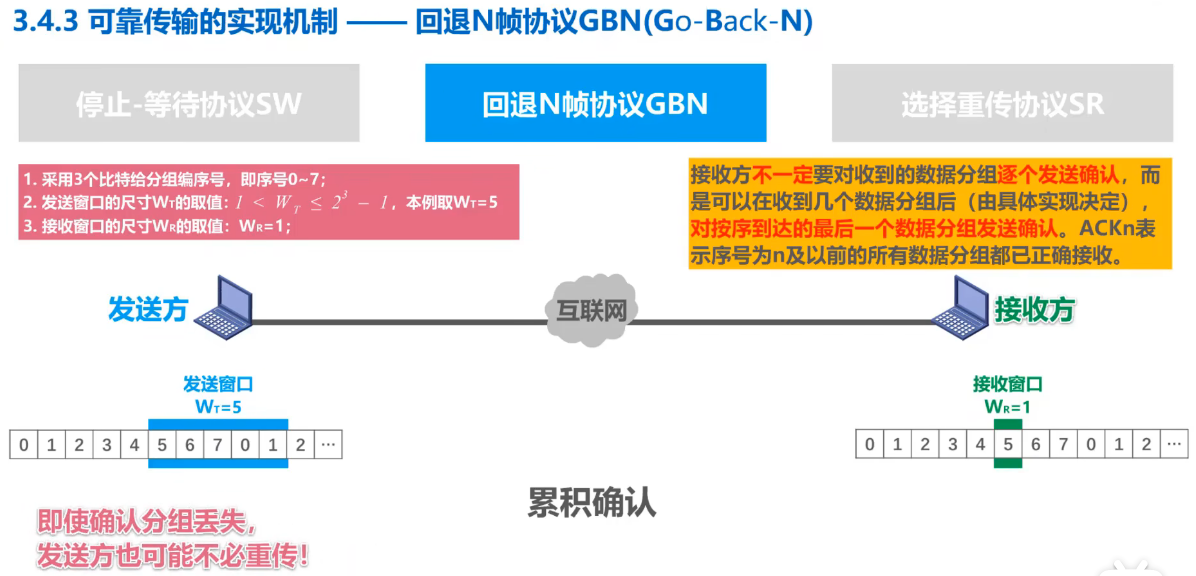 3.4.3 可靠传输的实现机制 —— 回退N帧协议GBN(Go-Back-N)
停止-等待协议SW
回退N帧协议GBN
选择重传协议SR
1. 采用3个比特给分组编序号，即序号0~7；
2. 发送窗口的尺寸WT的取值：1 < W_T ≤ 2^3 − 1，本例取WT=5
3. 接收窗口的尺寸WR的取值：WR=1；
接收方不一定要对收到的数据分组逐个发送确认，而
是可以在收到几个数据分组后（由具体实现决定），
对按序到达的最后一个数据分组发送确认。ACKn表
示序号为n及以前的所有数据分组都已正确接收。
发送方
互联网
接收方
发送窗口
WT=5
0 1 2 3 4 5 6 7 0 1 2 ···
接收窗口
WR=1
0 1 2 3 4 5 6 7 0 1 2 ···
累积确认
即使确认分组丢失，
发送方也可能不必重传！